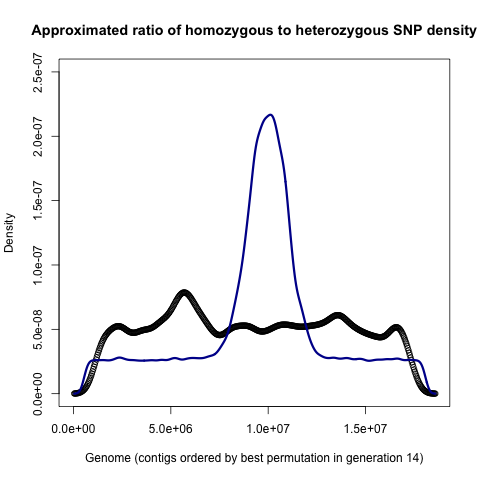 Approximated ratio of homozygous to heterozygous SNP density
Density
2.5e-07
2.0e-07
1.5e-07
1.0e-07
5.0e-08
0.0e+00
0.0e+00 5.0e+06 1.0e+07 1.5e+07
Genome (contigs ordered by best permutation in generation 14)